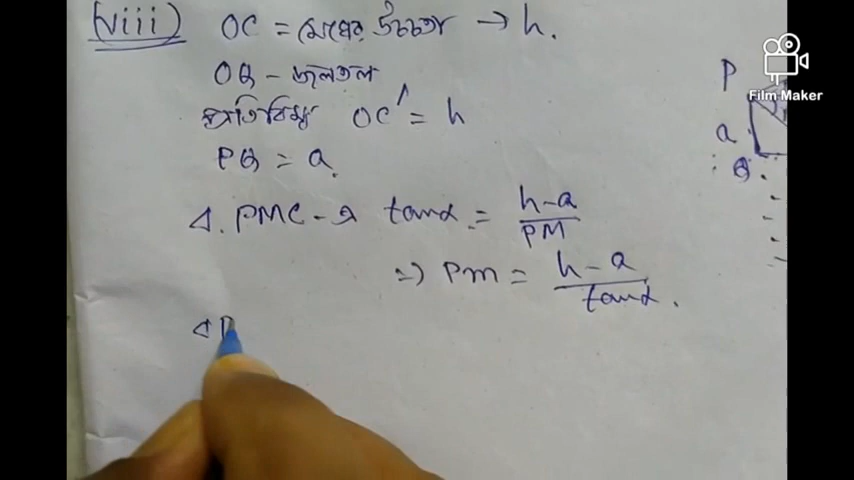 (viii) OC = মেঘের উচ্চতা → h.
OQ - জলতল
প্রতিবিম্ব OC' = h
PQ = a.
Δ. PMC - এ tanα = h-a / PM
=> PM = h-a / tanα.
Δ P
P
a
Q.
Film Maker